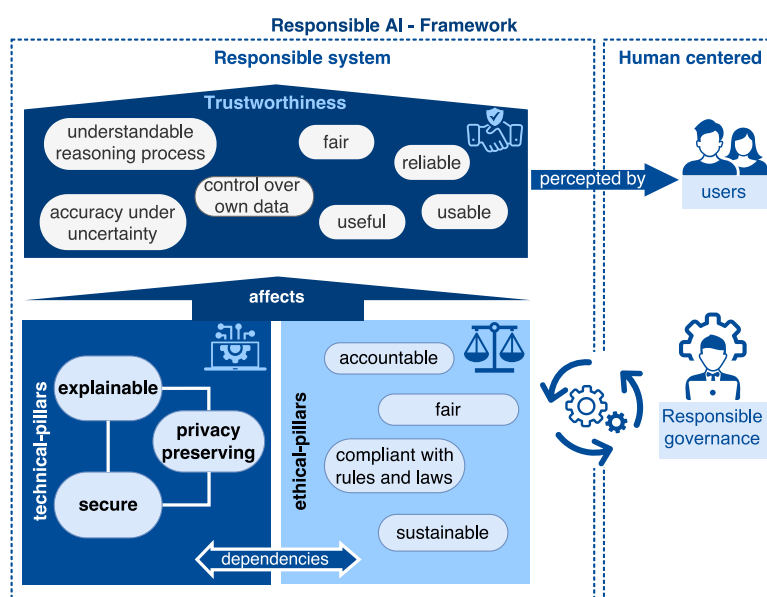 Responsible AI - Framework
Responsible system
Human centered
Trustworthiness
understandable
reasoning process
fair
reliable
control over
own data
accuracy under
uncertainty
useful
usable
percepted by
users
affects
technical-pillars
explainable
privacy
preserving
secure
ethical-pillars
accountable
fair
compliant with
rules and laws
sustainable
dependencies
Responsible
governance